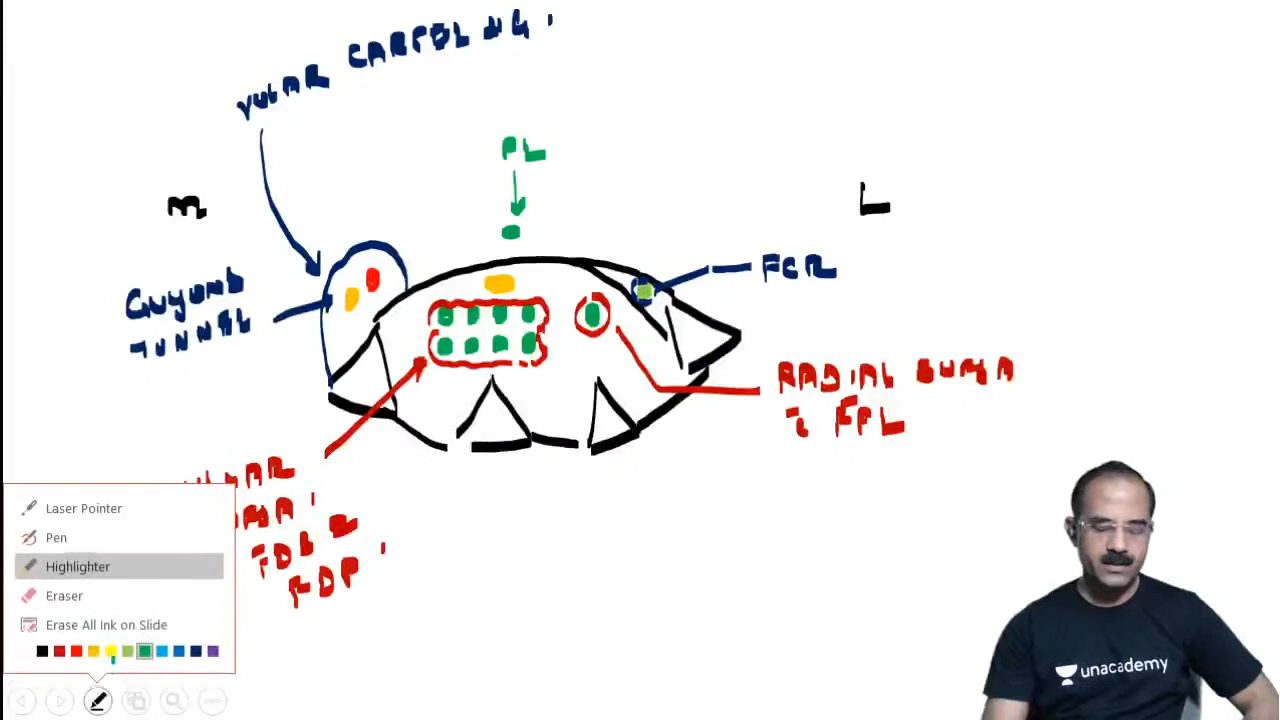 VOLAR CARPAL LIG.
PL
M
L
FCR
GUYONS
TUNNEL
RADIAL BURSA
FPL
FDS &
FDP
Laser Pointer
Pen
Highlighter
Eraser
Erase All Ink on Slide
unacademy